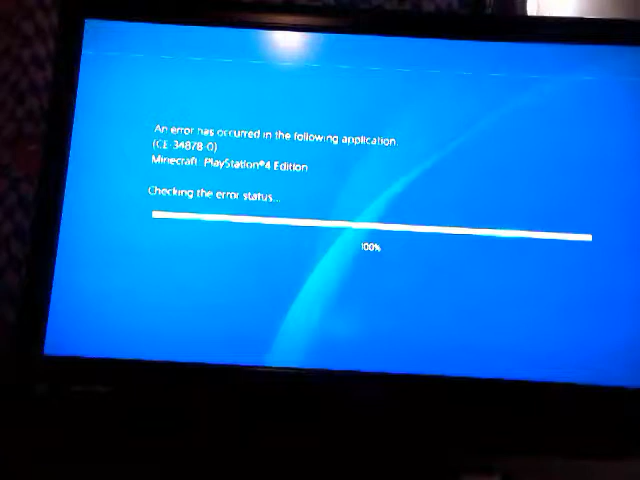 An error has occurred in the following application.
(CE-34878-0)
Minecraft: PlayStation®4 Edition
Checking the error status...
100%